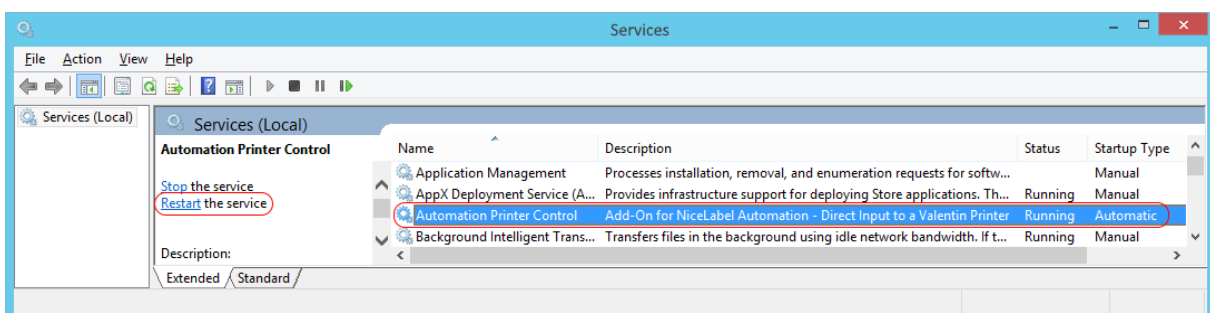 Services
File Action View Help
Services (Local)
Services (Local)
Automation Printer Control
Stop the service
Restart the service
Description:
Name Description Status Startup Type
Application Management Processes installation, removal, and enumeration requests for softw... Manual
AppX Deployment Service (A... Provides infrastructure support for deploying Store applications. Th... Running Manual
Automation Printer Control Add-On for NiceLabel Automation - Direct Input to a Valentin Printer Running Automatic
Background Intelligent Trans... Transfers files in the background using idle network bandwidth. If t... Running Manual
Extended Standard